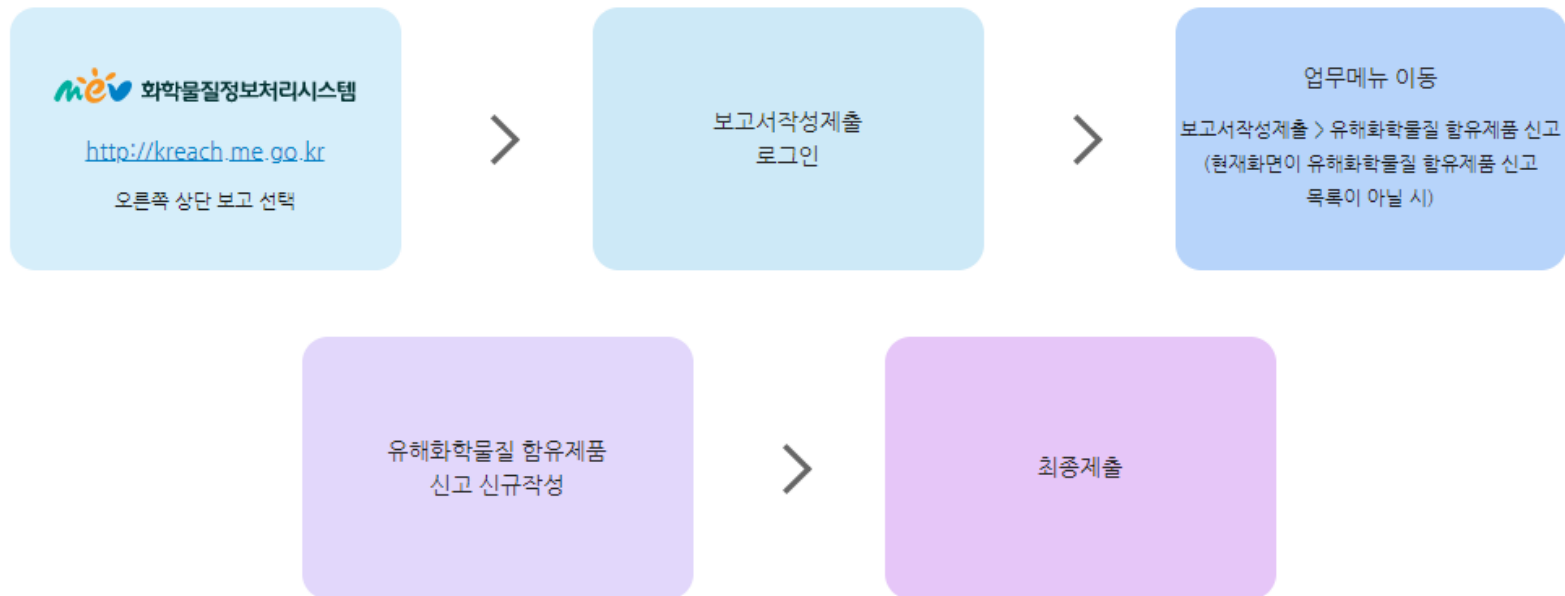 mev 화학물질정보처리시스템
http://kreach.me.go.kr
오른쪽 상단 보고 선택
보고서작성제출
로그인
업무메뉴 이동
보고서작성제출 > 유해화학물질 함유제품 신고
(현재화면이 유해화학물질 함유제품 신고
목록이 아닐 시)
유해화학물질 함유제품
신고 신규작성
최종제출